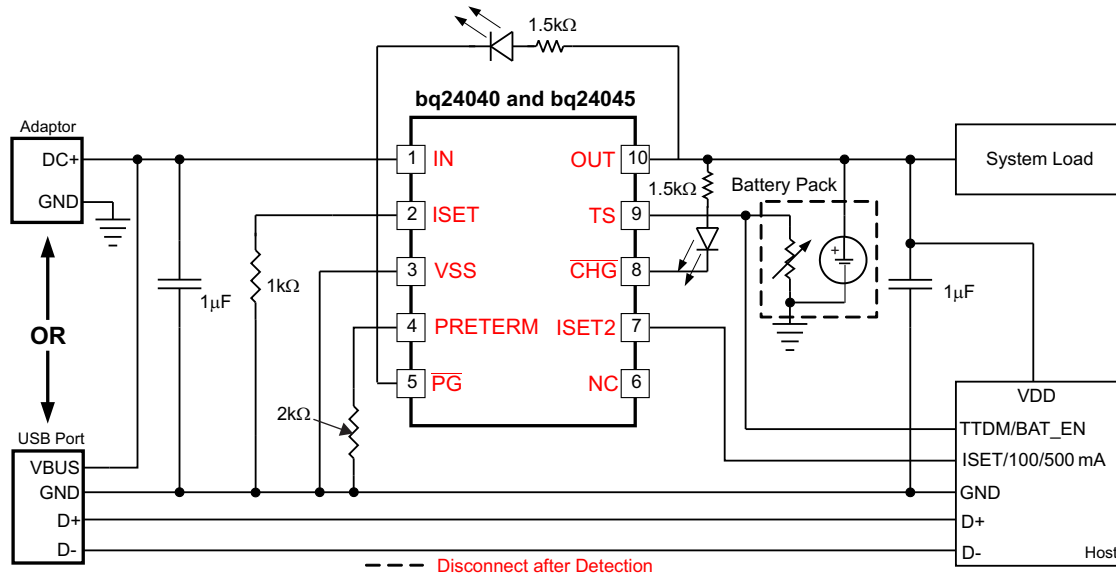 1.5kΩ
bq24040 and bq24045
Adaptor
DC+
GND
OR
USB Port
VBUS
GND
D+
D-
1μF
1kΩ
2kΩ
1 IN
2 ISET
3 VSS
4 PRETERM
5 PG
OUT 10
TS 9
CHG 8
ISET2 7
NC 6
1.5kΩ
Battery Pack
+
1μF
System Load
VDD
TTDM/BAT_EN
ISET/100/500 mA
GND
D+
D-
Host
Disconnect after Detection